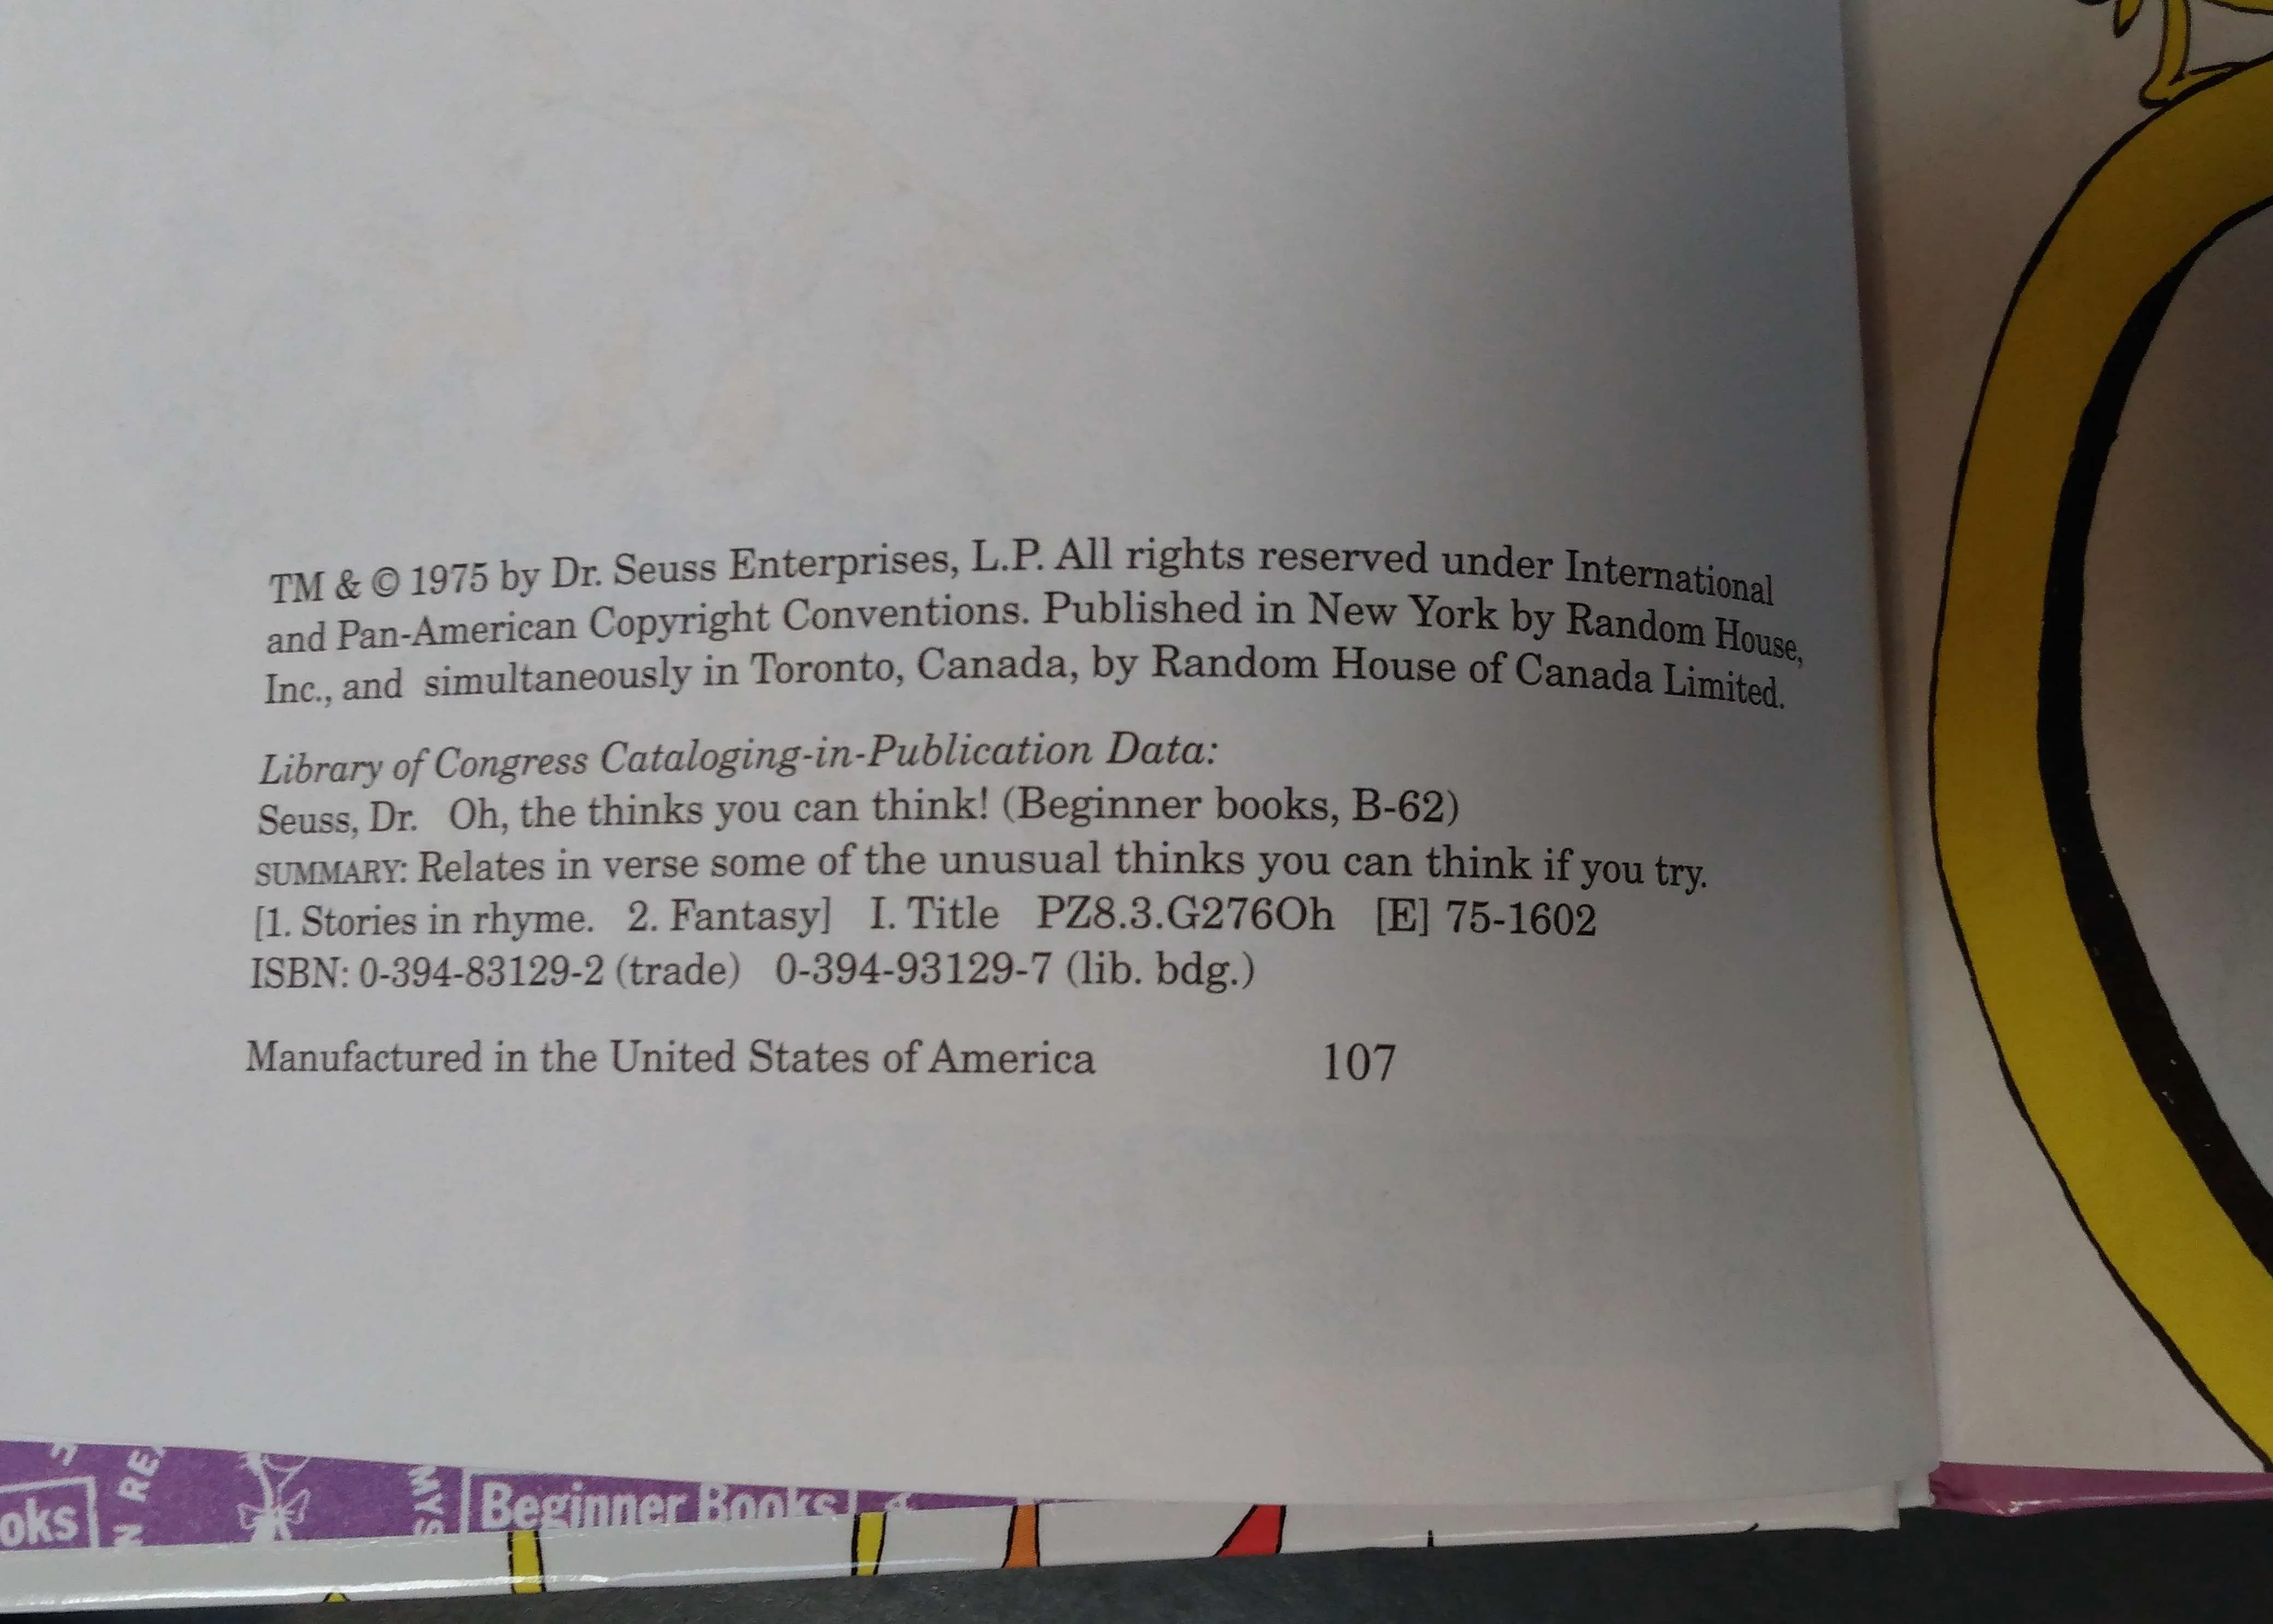 TM & © 1975 by Dr. Seuss Enterprises, L.P. All rights reserved under International
and Pan-American Copyright Conventions. Published in New York by Random House,
Inc., and simultaneously in Toronto, Canada, by Random House of Canada Limited.
Library of Congress Cataloging-in-Publication Data:
Seuss, Dr. Oh, the thinks you can think! (Beginner books, B-62)
SUMMARY: Relates in verse some of the unusual thinks you can think if you try.
[1. Stories in rhyme. 2. Fantasy] I. Title PZ8.3.G276Oh [E] 75-1602
ISBN: 0-394-83129-2 (trade) 0-394-93129-7 (lib. bdg.)
Manufactured in the United States of America 107
oks
Beginner Books